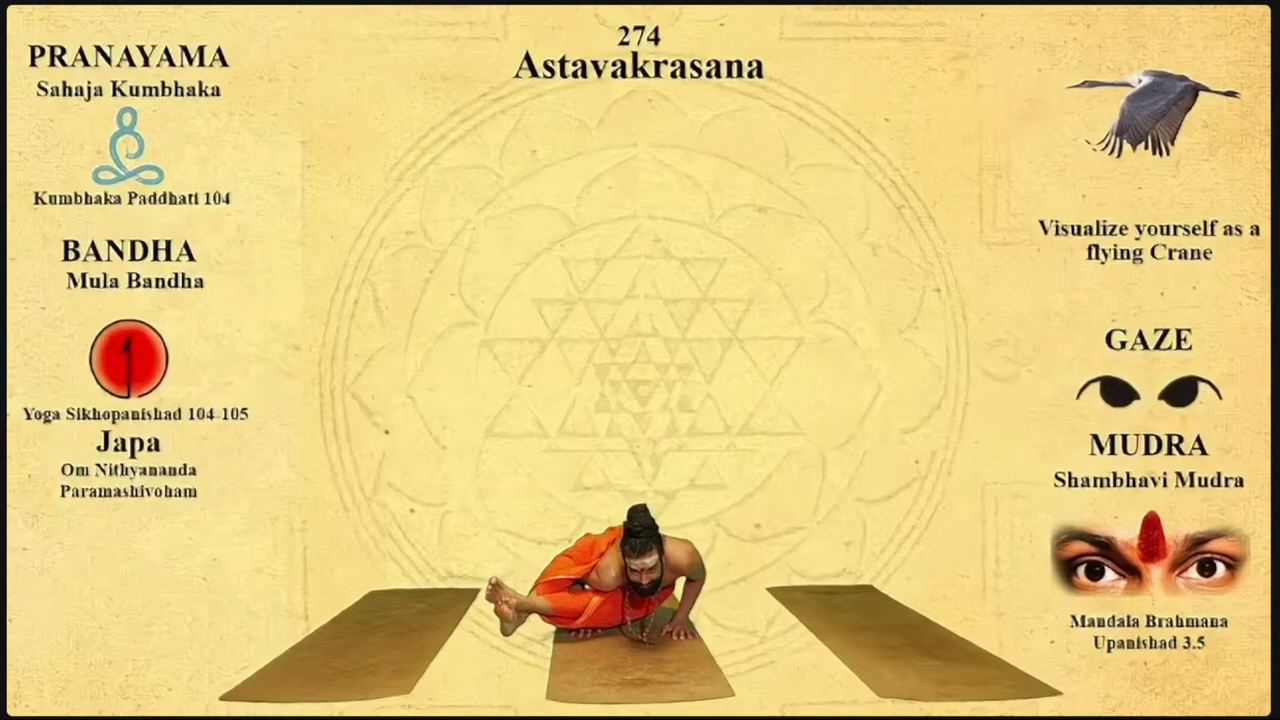 274
Astavakrasana
PRANAYAMA
Sahaja Kumbhaka
Kumbhaka Paddhati 104
BANDHA
Mula Bandha
Yoga Sikhopanishad 104-105
Japa
Om Nithyananda
Paramashivoham
Visualize yourself as a
flying Crane
GAZE
MUDRA
Shambhavi Mudra
Mandala Brahmana
Upanishad 3.5